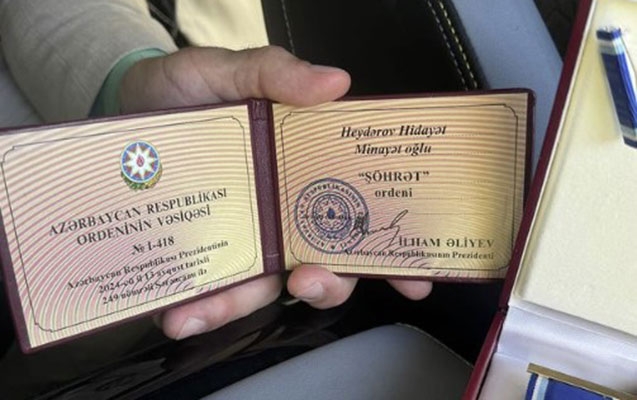 AZƏRBAYCAN RESPUBLİKASI
ORDENİNİN VƏSİQƏSİ
№ I-418
Azərbaycan Respublikası Prezidentinin
2024-cü il 13 avqust tarixli
249 nömrəli Sərəncamı ilə
Heydərov Hidayət
Minayət oğlu
"ŞÖHRƏT"
ordeni
İLHAM ƏLİYEV
Azərbaycan Respublikasının Prezidenti